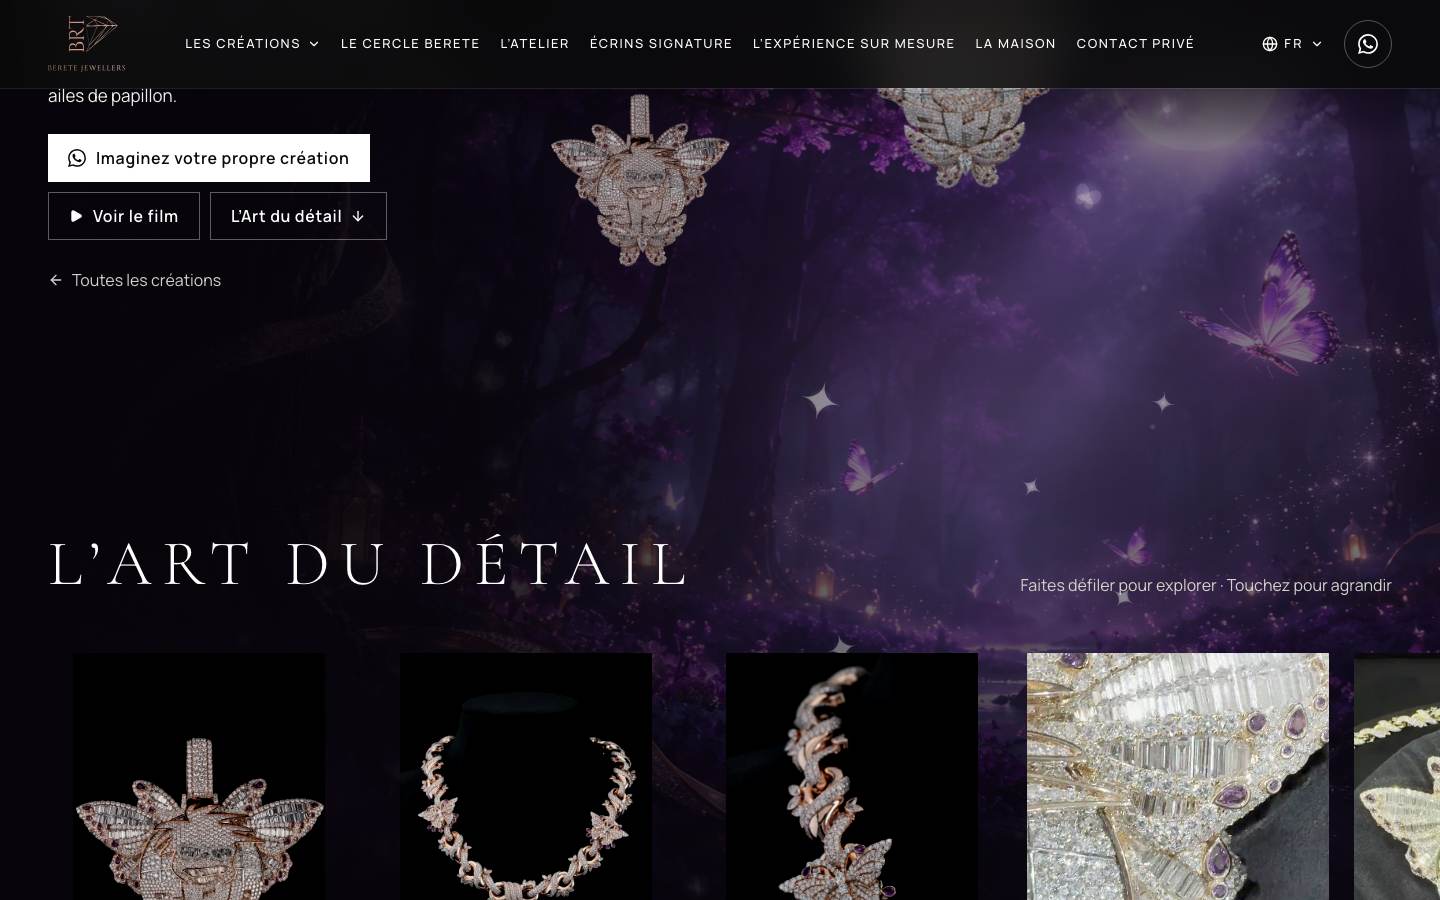 BRT
BERETE JEWELLERS
LES CRÉATIONS
LE CERCLE BERETE
L’ATELIER
ÉCRINS SIGNATURE
L’EXPÉRIENCE SUR MESURE
LA MAISON
CONTACT PRIVÉ
FR
ailes de papillon.
Imaginez votre propre création
Voir le film
L’Art du détail
Toutes les créations
L’ART DU DÉTAIL
Faites défiler pour explorer · Touchez pour agrandir